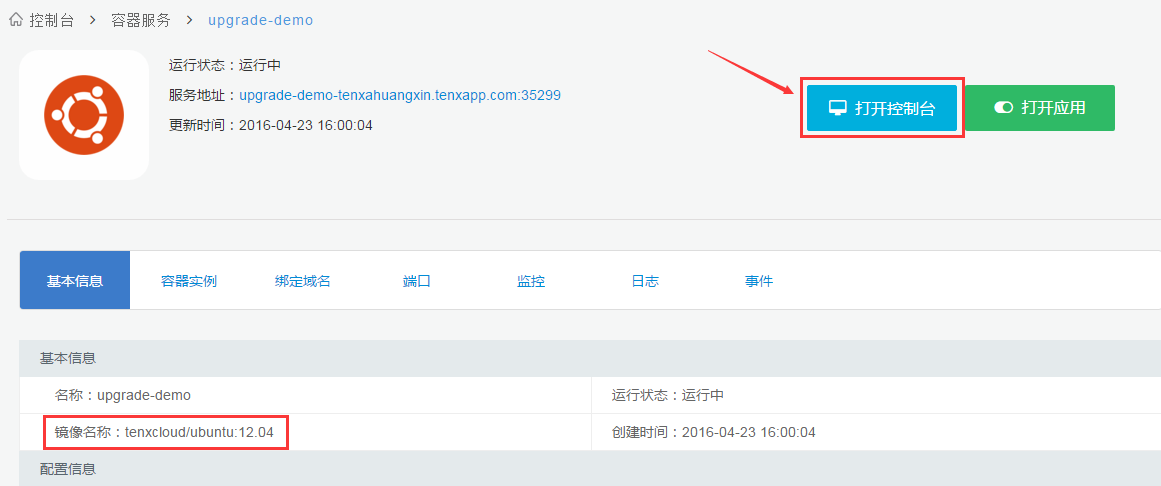 控制台 > 容器服务 > upgrade-demo
运行状态：运行中
服务地址：upgrade-demo-tenxahuangxin.tenxapp.com:35299
更新时间：2016-04-23 16:00:04
打开控制台 打开应用
基本信息 容器实例 绑定域名 端口 监控 日志 事件
基本信息
名称：upgrade-demo 运行状态：运行中
镜像名称：tenxcloud/ubuntu:12.04 创建时间：2016-04-23 16:00:04
配置信息